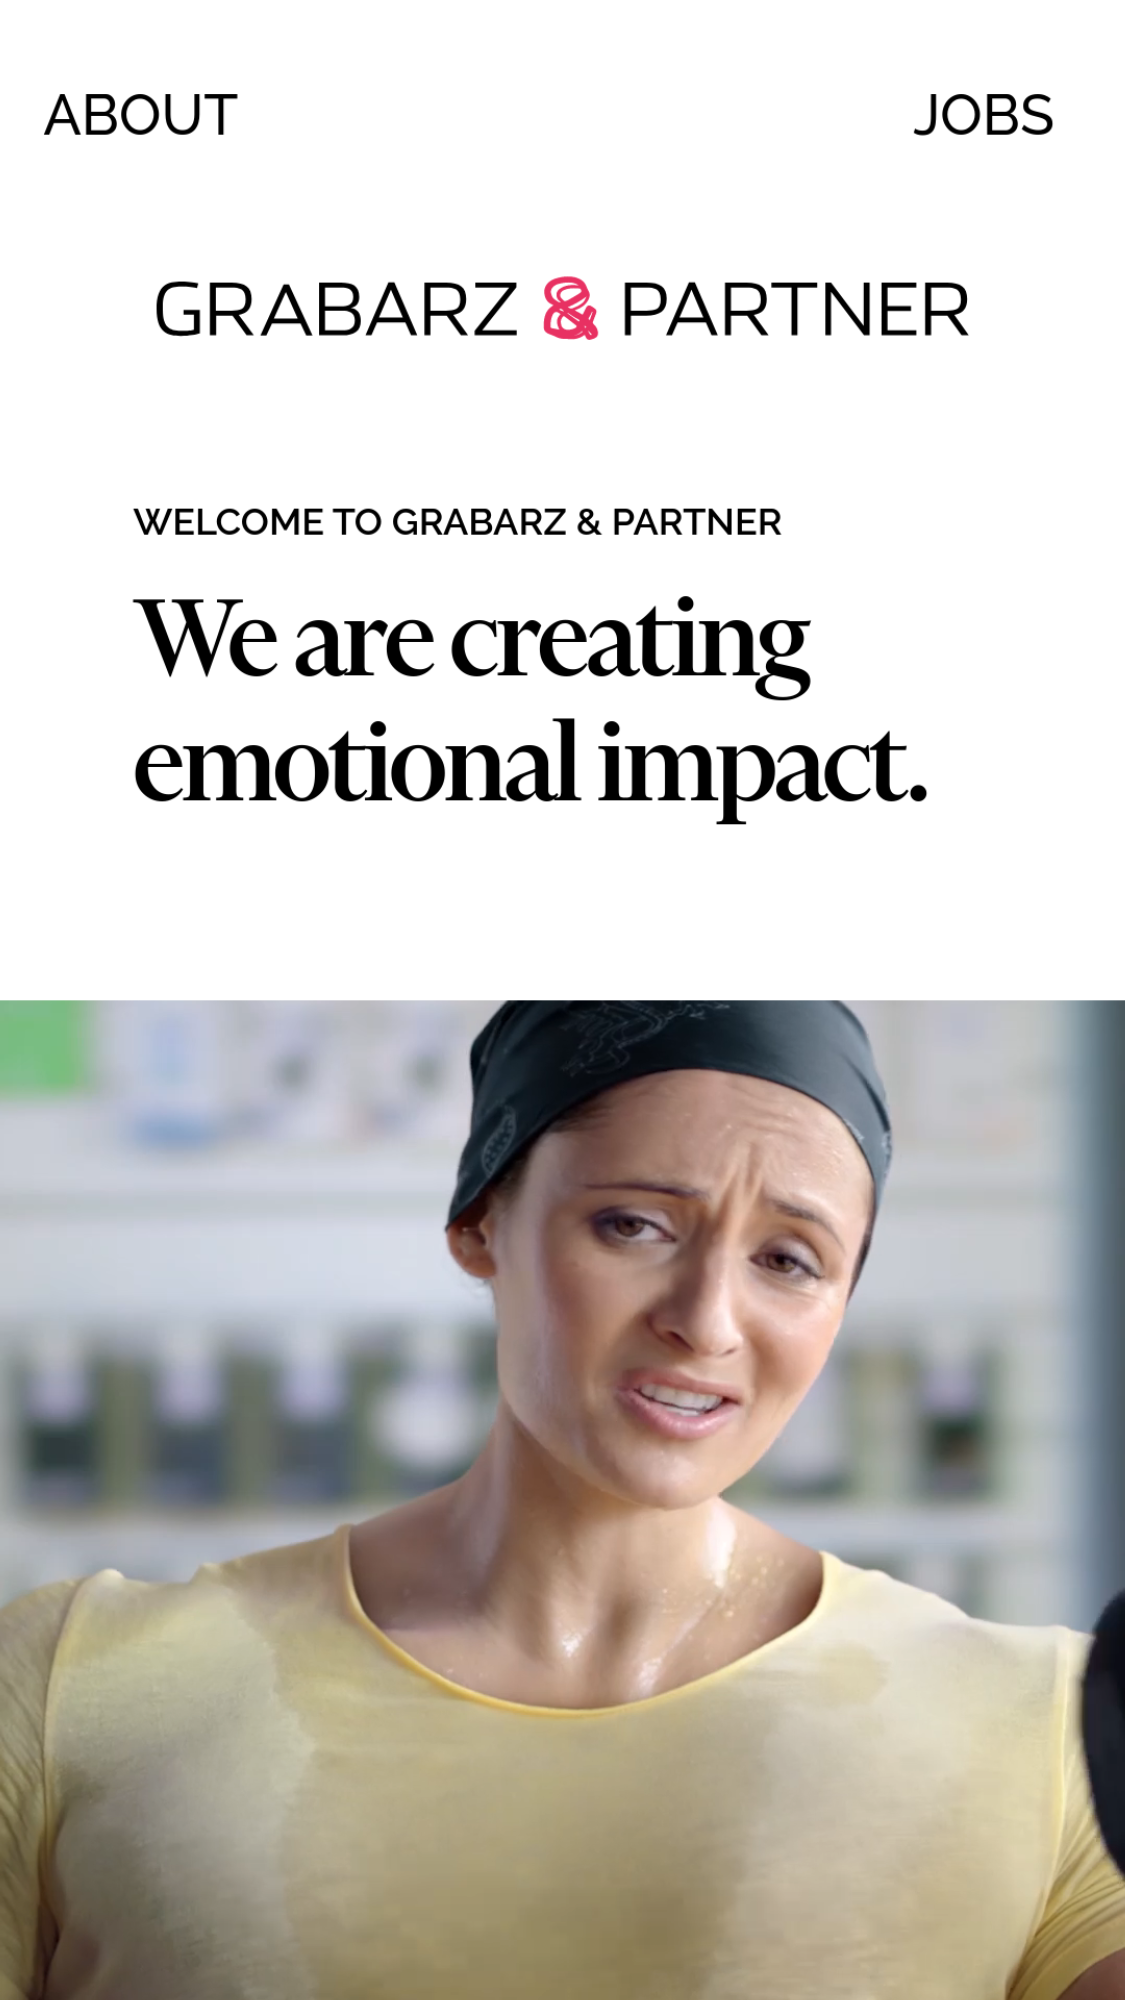 ABOUT
JOBS
GRABARZ & PARTNER
WELCOME TO GRABARZ & PARTNER
We are creating
emotional impact.